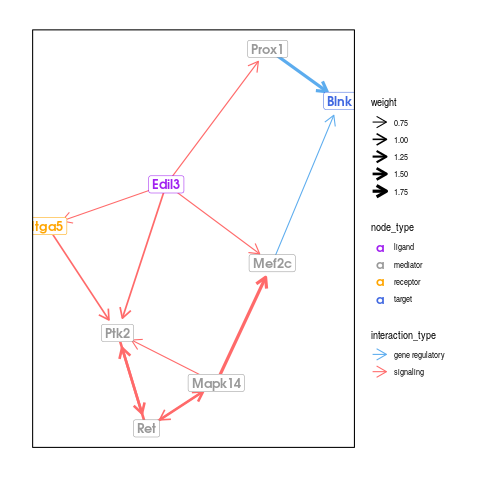 Prox1
Blnk
Edil3
Itga5
Mef2c
Ptk2
Mapk14
Ret
weight
0.75
1.00
1.25
1.50
1.75
node_type
a ligand
a mediator
a receptor
a target
interaction_type
gene regulatory
signaling